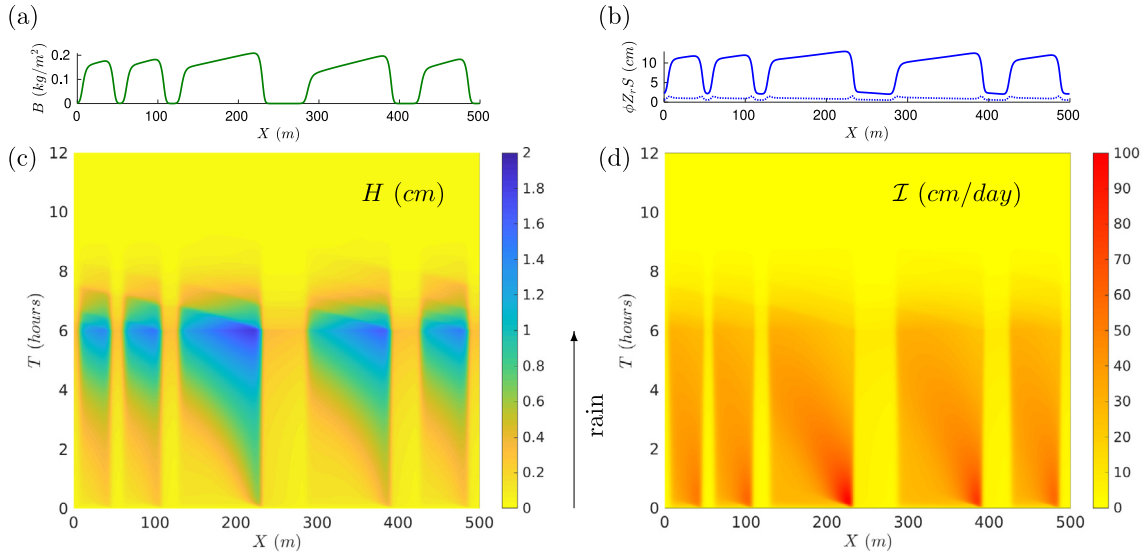 (a)
B (kg/m²)
0.2
0.1
0
0 100 200 300 400 500
X (m)
(b)
ϕZ_rS (cm)
10
5
0
0 100 200 300 400 500
X (m)
(c)
H (cm)
T (hours)
12
10
8
6
4
2
0
0 100 200 300 400 500
X (m)
2
1.8
1.6
1.4
1.2
1
0.8
0.6
0.4
0.2
0
rain
(d)
I (cm/day)
T (hours)
12
10
8
6
4
2
0
0 100 200 300 400 500
X (m)
100
90
80
70
60
50
40
30
20
10
0